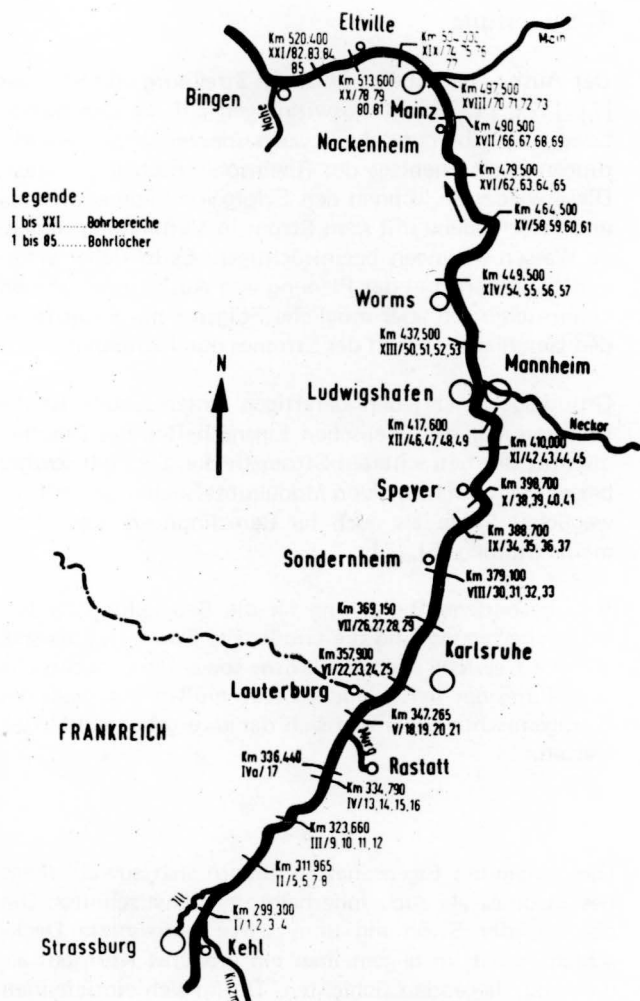 Eltville
Km 520.400
XXI/82.83.84
85
Km 513.600
XX/78.79
80.81
XIX/74.75.76
77
Main
Bingen
Nahe
Mainz
Km 497,500
XVIII/70,71,72,73
Nackenheim
Km 490,500
XVII/66,67,68,69
Km 479,500
XVI/62,63,64,65
Legende:
I bis XXI......Bohrbereiche
1 bis 85......Bohrlöcher
Km 464,500
XV/58,59,60,61
Km 449,500
XIV/54,55,56,57
Worms
Km 437,500
XIII/50,51,52,53
Mannheim
N
Ludwigshafen
Neckar
Km 417,600
XII/46,47,48,49
Km 410,000
XI/42,43,44,45
Speyer
Km 398,700
X/38,39,40,41
Km 388,700
IX/34,35,36,37
Sondernheim
Km 379,100
VIII/30,31,32,33
Km 369,150
VII/26,27,28,29
Karlsruhe
Km 357,900
VI/22,23,24,25
Lauterburg
Km 347.265
V/18,19,20,21
FRANKREICH
Murg
Km 336,440
IVa/17
Rastatt
Km 334,790
IV/13,14,15,16
Km 323,660
III/9,10,11,12
Km 311.965
II/5,5,7 8
Ill
Km 299.300
I/1,2,3,4
Strassburg
Kehl